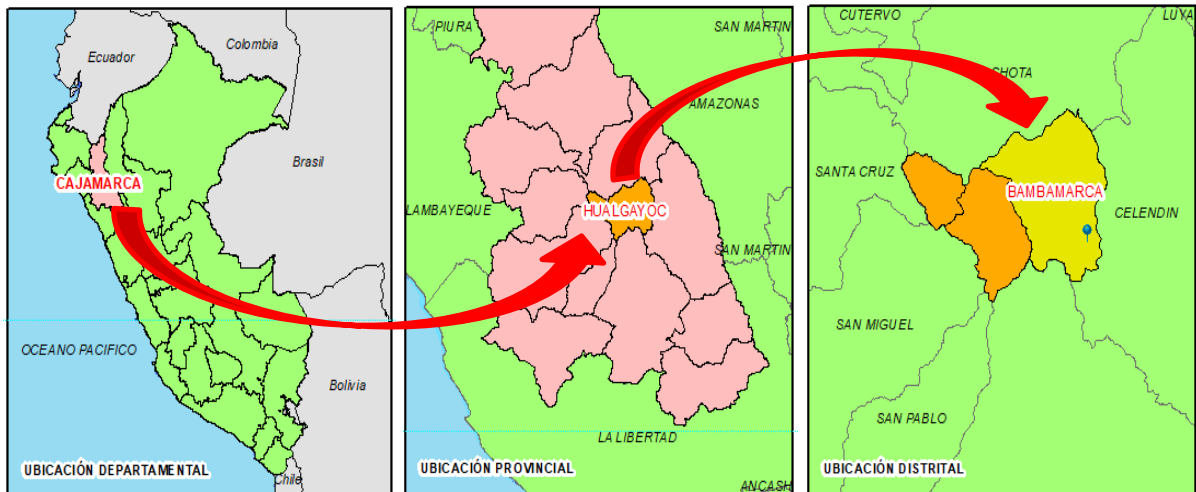 Ecuador
Colombia
Brasil
CAJAMARCA
OCEANO PACIFICO
Bolivia
UBICACIÓN DEPARTAMENTAL
Chile
PIURA
SAN MARTIN
AMAZONAS
LAMBAYEQUE
HUALGAYOC
SAN MARTIN
LA LIBERTAD
UBICACIÓN PROVINCIAL
ANCASH
CUTERVO
LUYA
CHOTA
SANTA CRUZ
BAMBAMARCA
CELENDIN
SAN MIGUEL
SAN PABLO
UBICACIÓN DISTRITAL